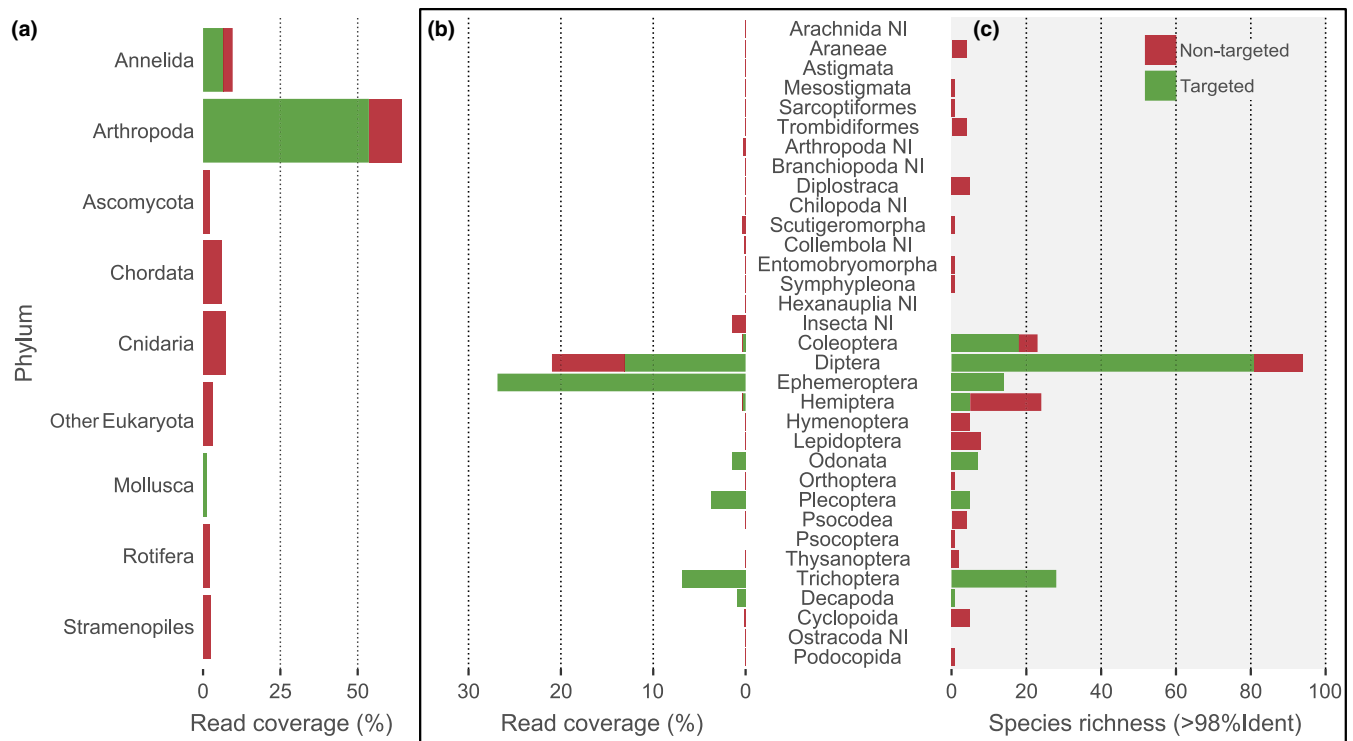 (a)
Phylum
Annelida
Arthropoda
Ascomycota
Chordata
Cnidaria
Other Eukaryota
Mollusca
Rotifera
Stramenopiles
0 25 50
Read coverage (%)
(b)
Arachnida NI
Araneae
Astigmata
Mesostigmata
Sarcoptiformes
Trombidiformes
Arthropoda NI
Branchiopoda NI
Diplostraca
Chilopoda NI
Scutigeromorpha
Collembola NI
Entomobryomorpha
Symphypleona
Hexanauplia NI
Insecta NI
Coleoptera
Diptera
Ephemeroptera
Hemiptera
Hymenoptera
Lepidoptera
Odonata
Orthoptera
Plecoptera
Psocodea
Psocoptera
Thysanoptera
Trichoptera
Decapoda
Cyclopoida
Ostracoda NI
Podocopida
30 20 10 0
Read coverage (%)
(c)
Non-targeted
Targeted
0 20 40 60 80 100
Species richness (>98%Ident)